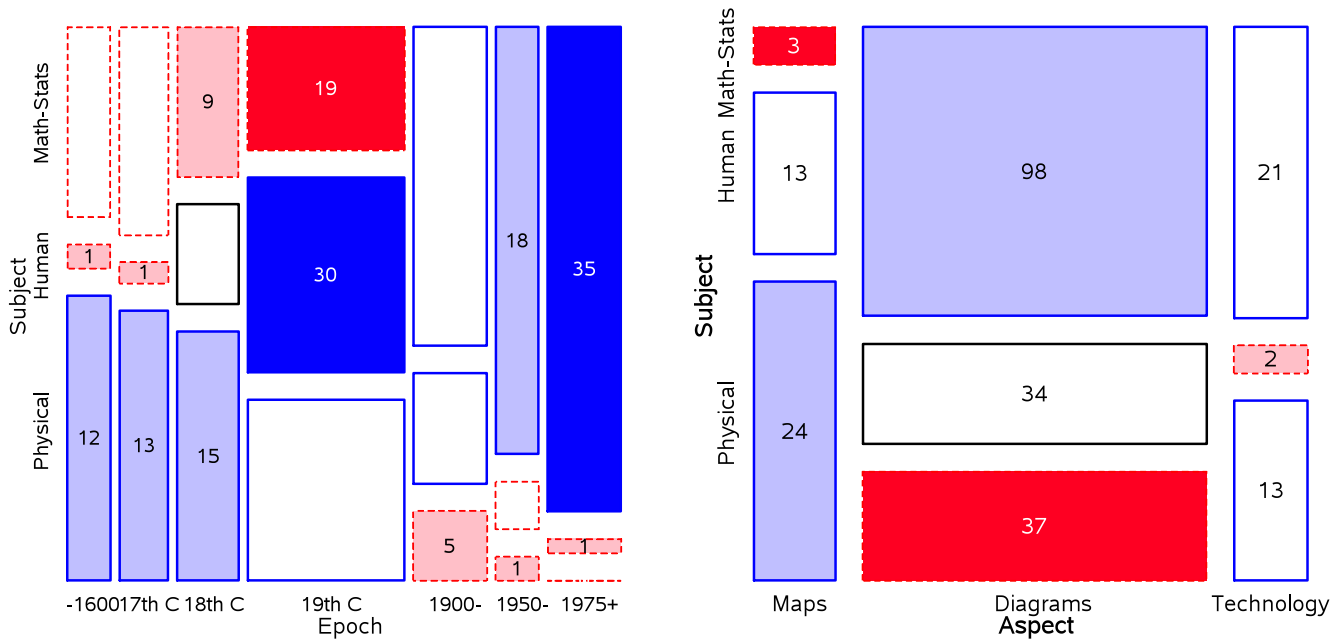 Math-Stats
Human
Physical
Subject
9
19
1
1
18
30
35
12
13
15
5
1
1
-1600
17th C
18th C
19th C
1900-
1950-
1975+
Epoch
Math-Stats
Human
Physical
Subject
3
98
13
21
34
2
24
37
13
Maps
Diagrams
Technology
Aspect